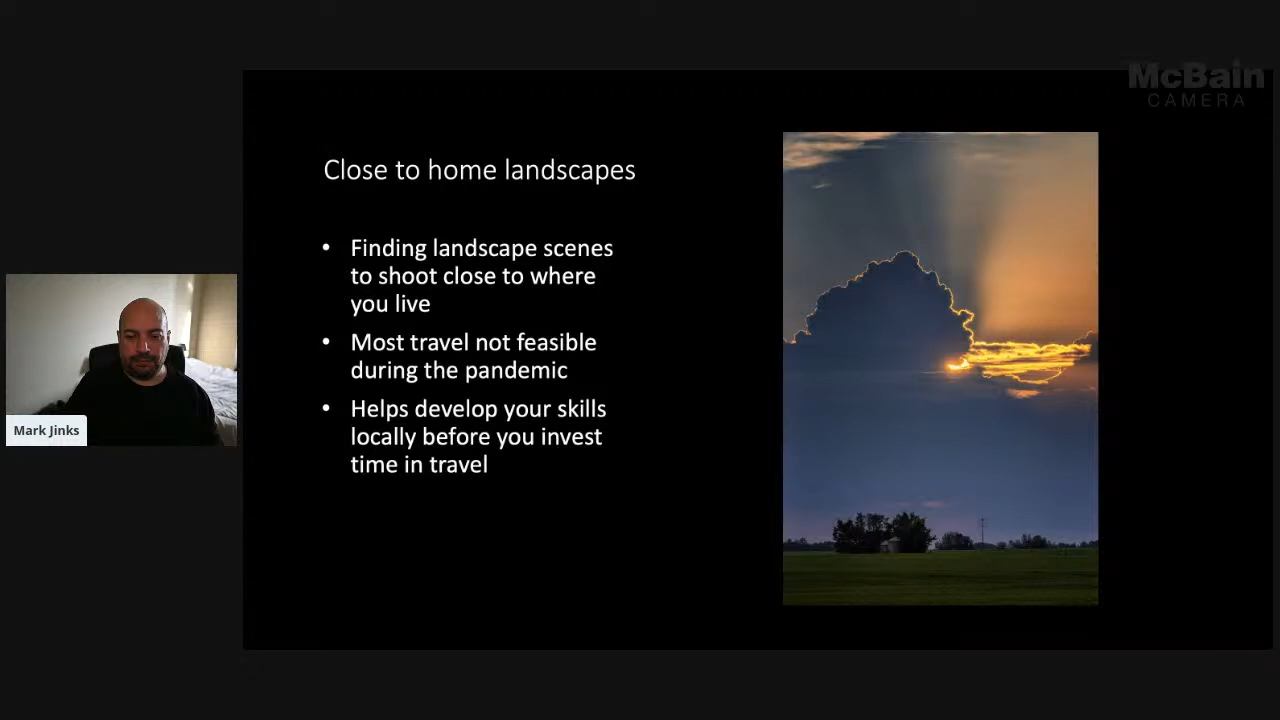 McBain
CAMERA
Close to home landscapes
• Finding landscape scenes
to shoot close to where
you live
• Most travel not feasible
during the pandemic
• Helps develop your skills
locally before you invest
time in travel
Mark Jinks